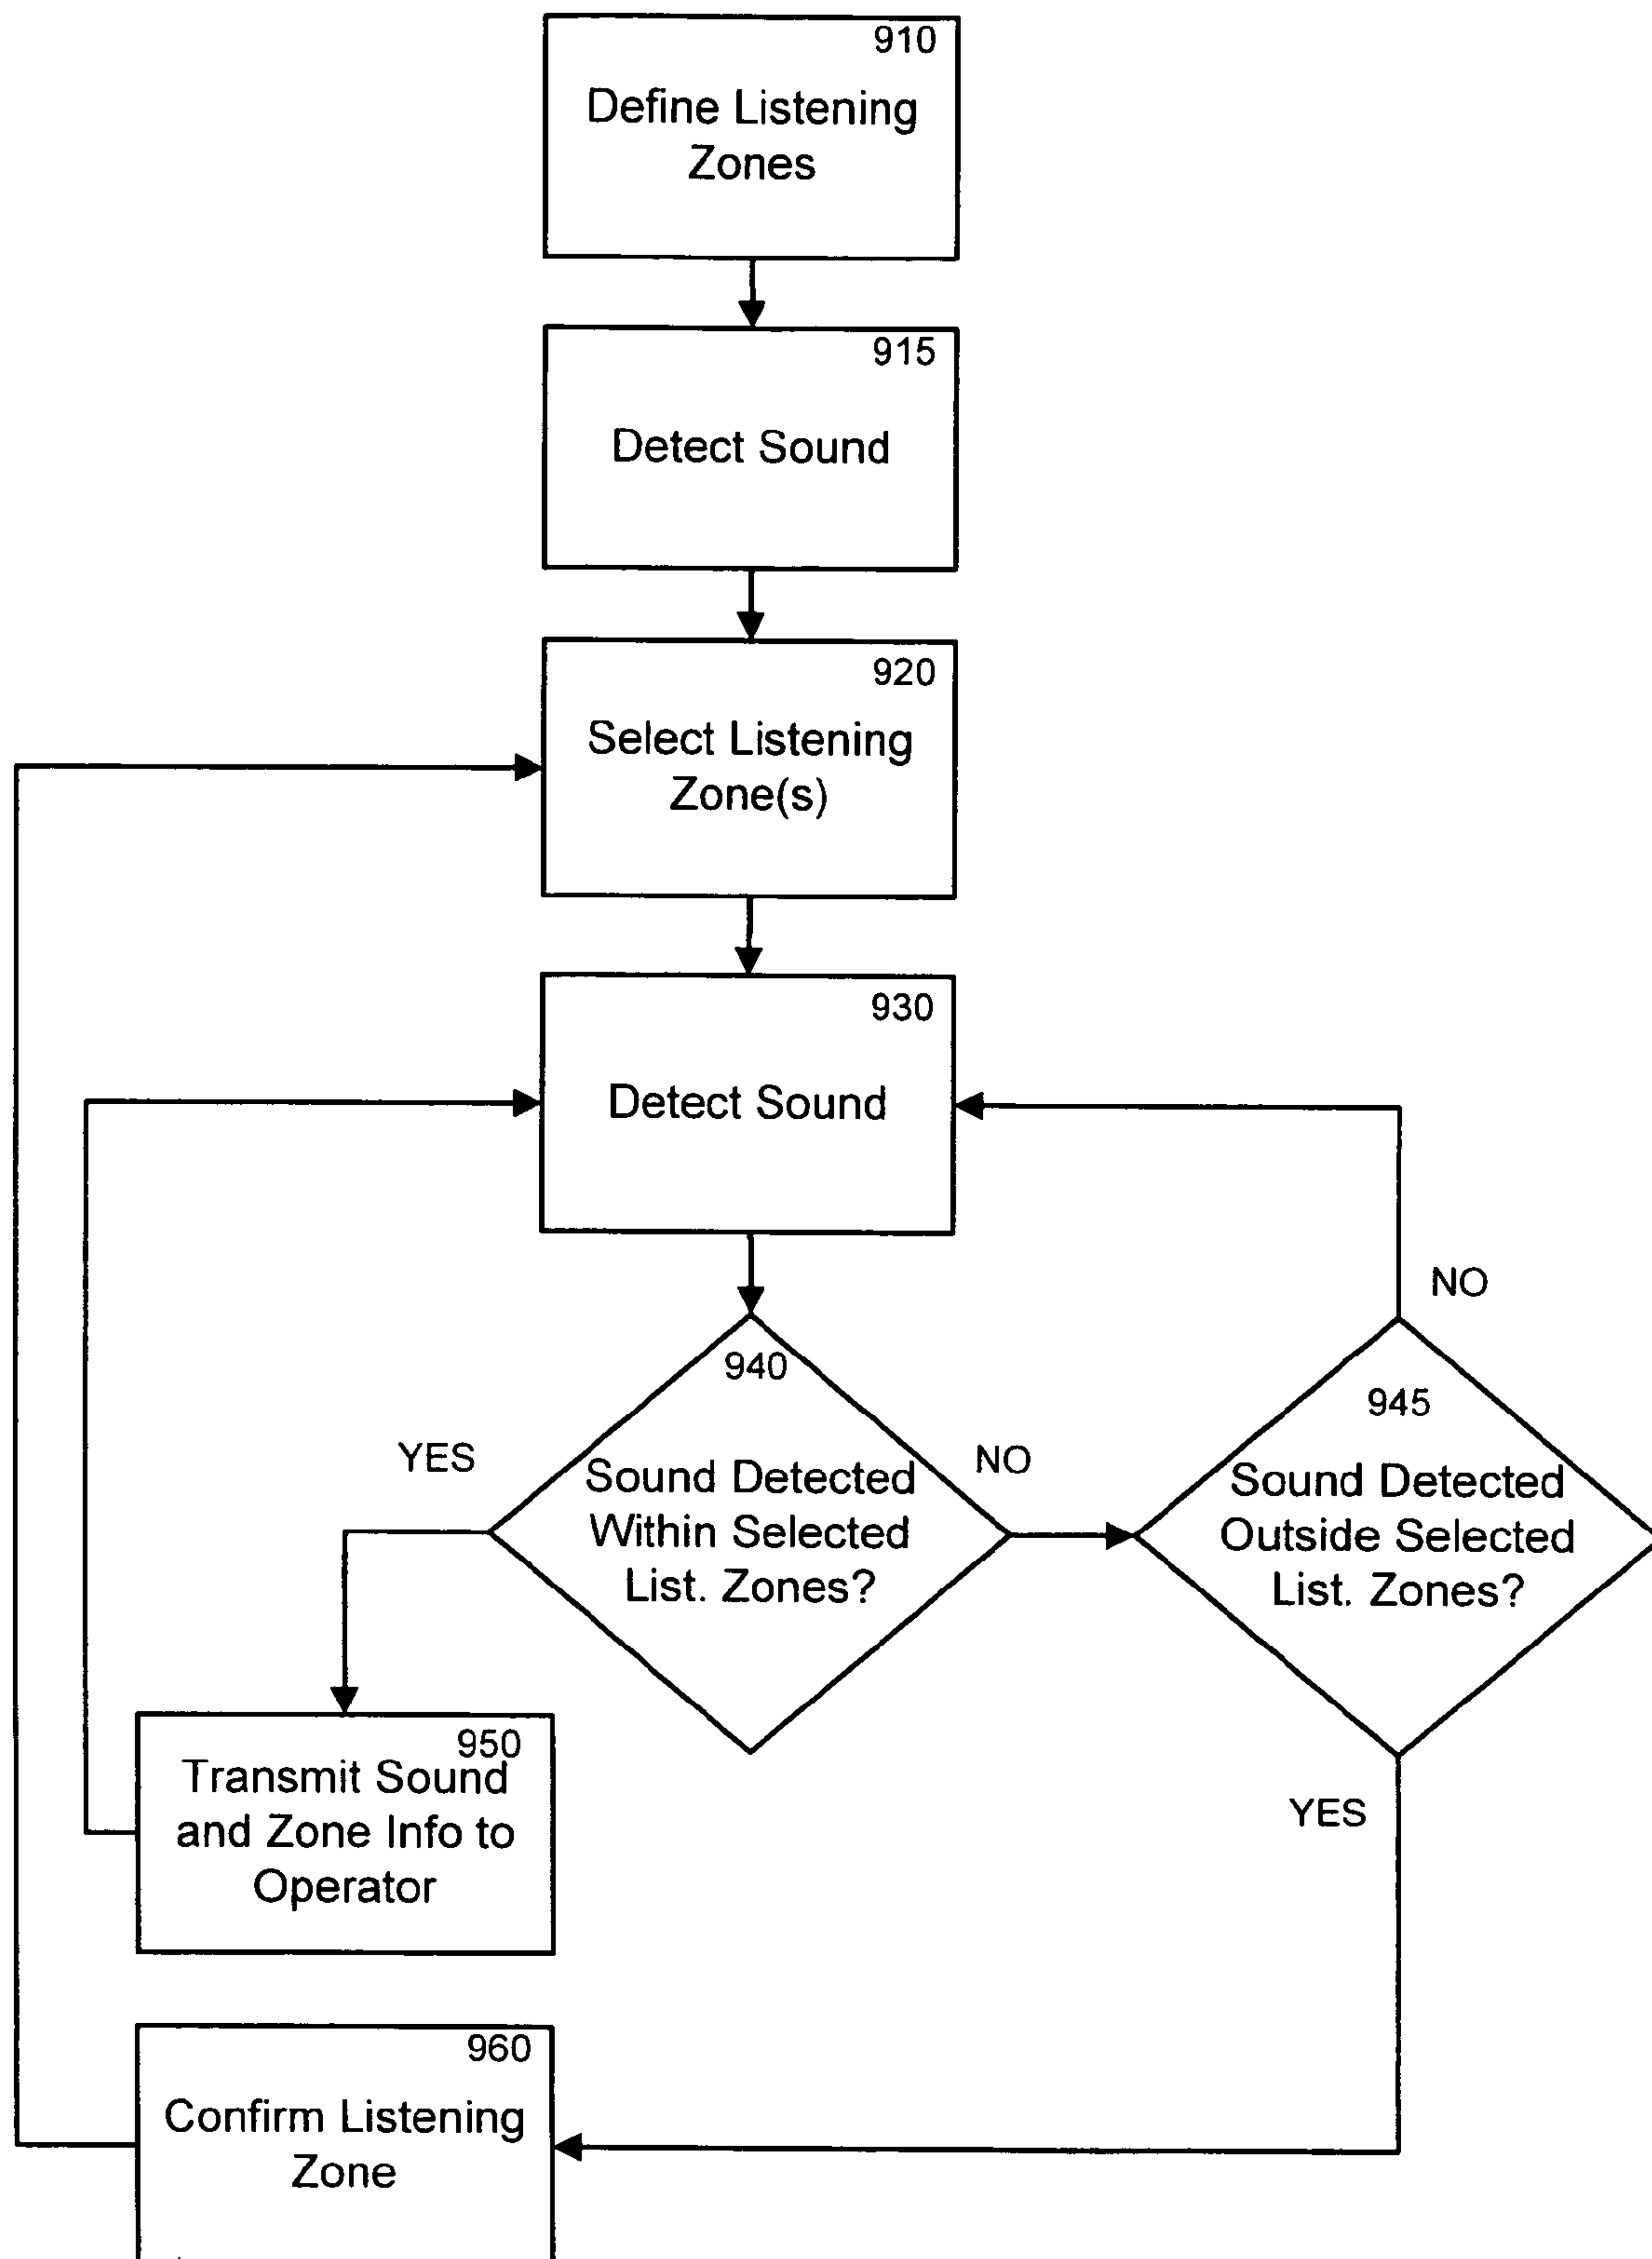 910
Define Listening
Zones
915
Detect Sound
920
Select Listening
Zone(s)
930
Detect Sound
NO
940
945
YES
Sound Detected
Within Selected
List. Zones?
NO
Sound Detected
Outside Selected
List. Zones?
950
Transmit Sound
and Zone Info to
Operator
YES
960
Confirm Listening
Zone